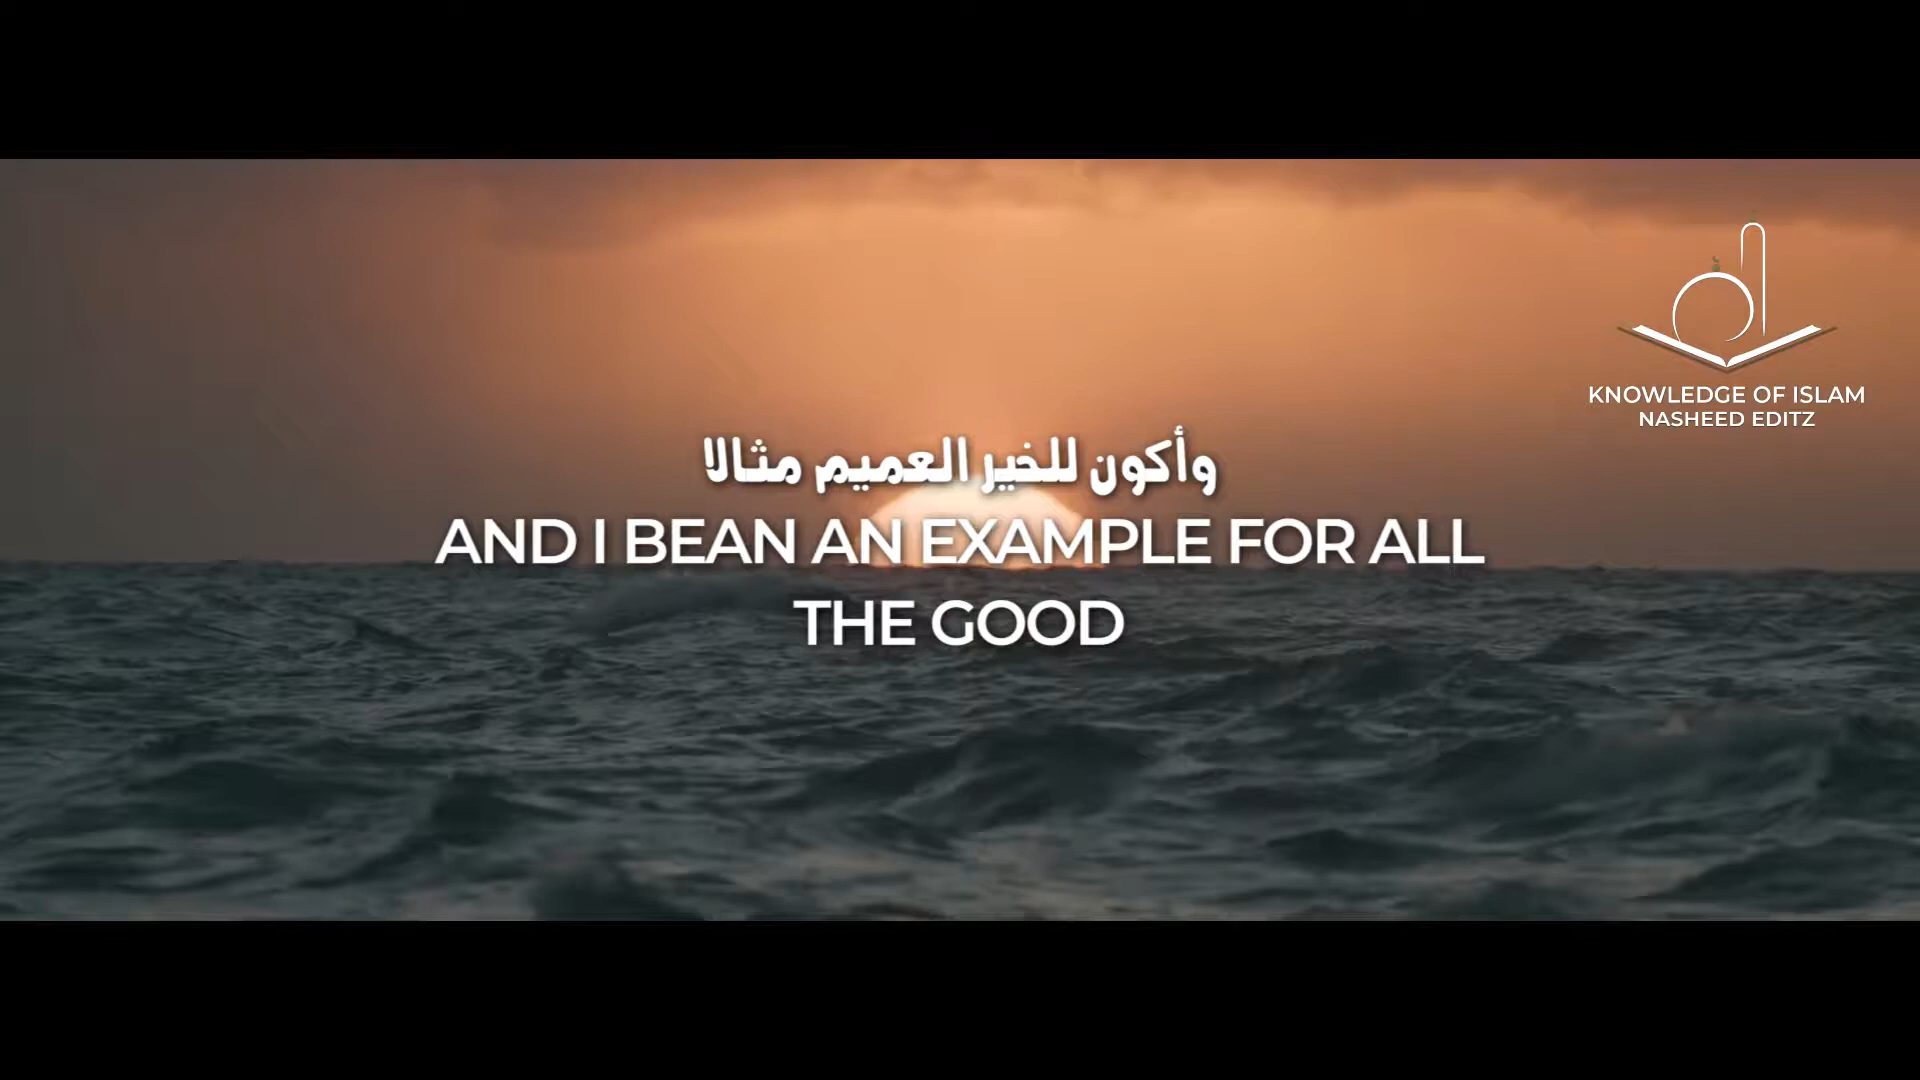 KNOWLEDGE OF ISLAM
NASHEED EDITZ
وأكون للخير العميم مثالا
AND I BEAN AN EXAMPLE FOR ALL
THE GOOD